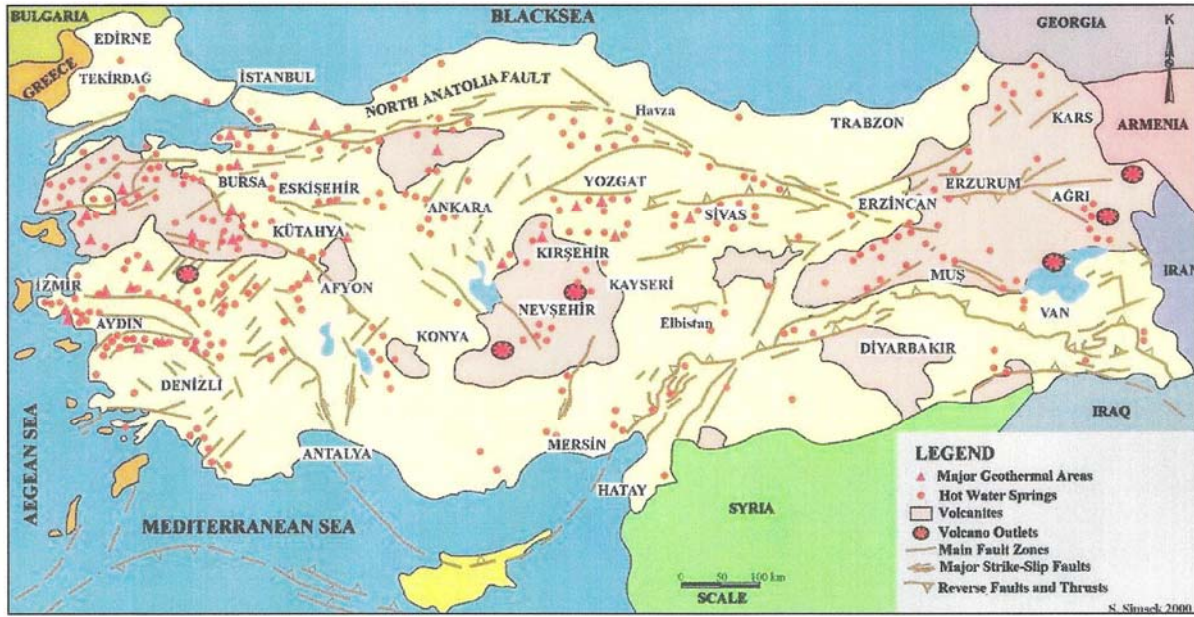 BULGARIA
BLACKSEA
GEORGIA
K
EDİRNE
GREECE
TEKİRDAĞ
İSTANBUL
NORTH ANATOLIA FAULT
Havza
TRABZON
KARS
ARMENIA
BURSA
ESKİŞEHİR
ANKARA
YOZGAT
SİVAS
ERZİNCAN
ERZURUM
AĞRI
KÜTAHYA
KIRŞEHİR
İZMİR
AFYON
KAYSERİ
MUŞ
IRAN
NEVŞEHİR
VAN
AYDIN
KONYA
Elbistan
DİYARBAKIR
DENİZLİ
IRAQ
AEGEAN SEA
ANTALYA
MERSİN
HATAY
SYRIA
MEDITERRANEAN SEA
LEGEND
Major Geothermal Areas
Hot Water Springs
Volcanites
Volcano Outlets
Main Fault Zones
Major Strike-Slip Faults
Reverse Faults and Thrusts
0 50 100 km
SCALE
S. Simsek 2000